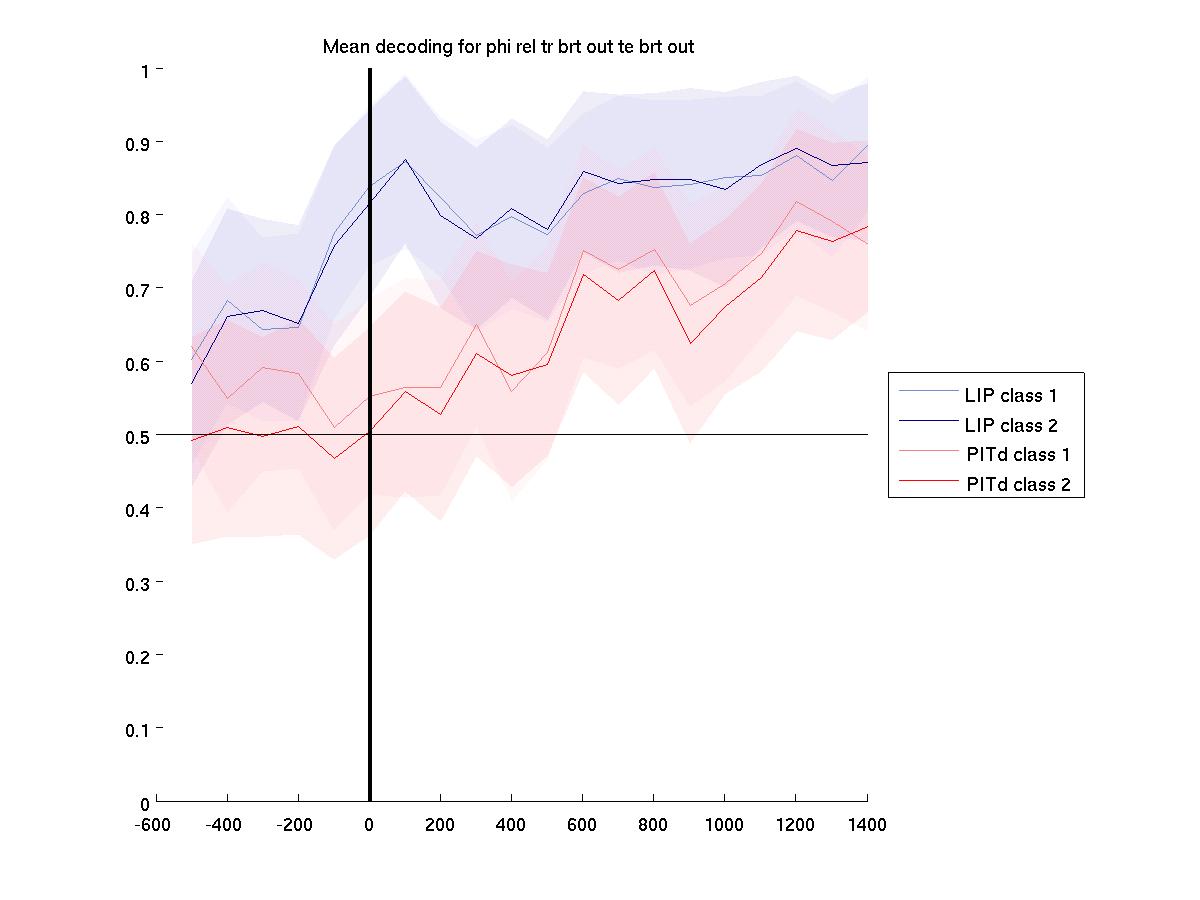 Mean decoding for phi rel tr brt out te brt out
1
0.9
0.8
0.7
0.6
0.5
0.4
0.3
0.2
0.1
0
-600 -400 -200 0 200 400 600 800 1000 1200 1400
LIP class 1
LIP class 2
PITd class 1
PITd class 2